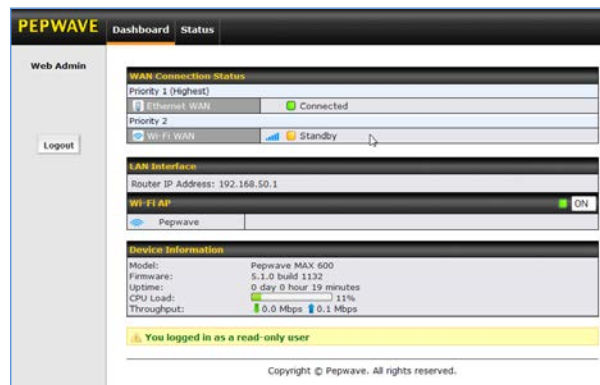 PEPWAVE Dashboard Status
Web Admin
Logout
WAN Connection Status
Priority 1 (Highest)
Ethernet WAN Connected
Priority 2
Wi-Fi WAN Standby
LAN Interface
Router IP Address: 192.168.50.1
Wi-Fi AP ON
Pepwave
Device Information
Model: Pepwave MAX 600
Firmware: 5.1.0 build 1132
Uptime: 0 day 0 hour 19 minutes
CPU Load: 11%
Throughput: 0.0 Mbps 0.1 Mbps
You logged in as a read-only user
Copyright © Pepwave. All rights reserved.